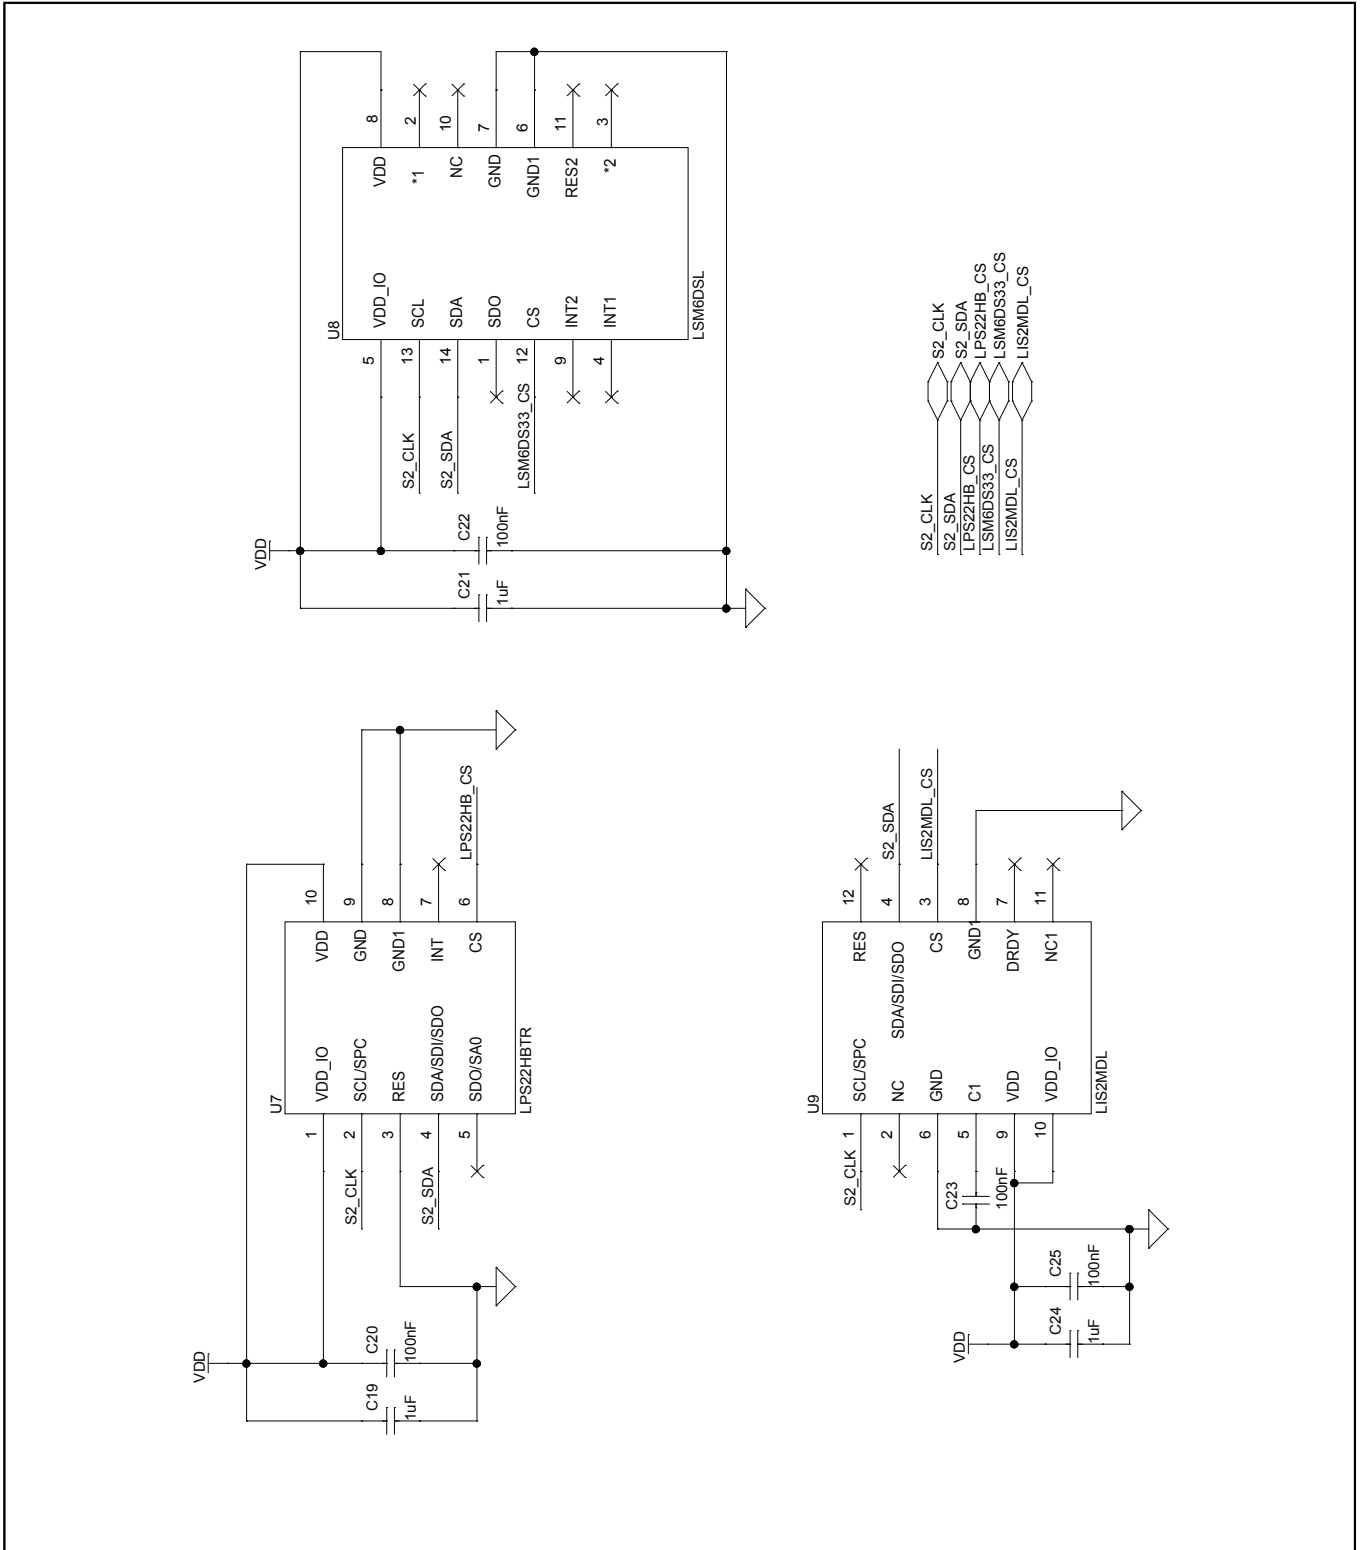 VDD
C19
1uF
C20
100nF
U7
1
VDD_IO
2
SCL/SPC
3
RES
4
SDA/SDI/SDO
5
SDO/SA0
S2_CLK
S2_SDA
10
VDD
9
GND
8
GND1
7
INT
6
CS
LPS22HB_CS
LPS22HBTR
VDD
C21
1uF
C22
100nF
U8
5
VDD_IO
13
SCL
14
SDA
1
SDO
12
CS
9
INT2
4
INT1
S2_CLK
S2_SDA
LSM6DS33_CS
8
VDD
2
*1
10
NC
7
GND
6
GND1
11
RES2
3
*2
LSM6DSL
VDD
C24
1uF
C25
100nF
C23
100nF
U9
S2_CLK
1
SCL/SPC
2
NC
6
GND
5
C1
9
VDD
10
VDD_IO
12
RES
4
SDA/SDI/SDO
3
CS
8
GND1
7
DRDY
11
NC1
S2_SDA
LIS2MDL_CS
LIS2MDL
S2_CLK S2_CLK
S2_SDA S2_SDA
LPS22HB_CS LPS22HB_CS
LSM6DS33_CS LSM6DS33_CS
LIS2MDL_CS LIS2MDL_CS